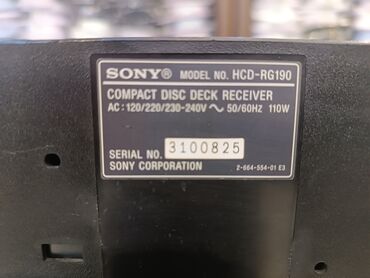 SONY® MODEL NO. HCD-RG190
COMPACT DISC DECK RECEIVER
AC: 120/220/230-240V ~ 50/60HZ 110W
SERIAL NO. 3100825
SONY CORPORATION 2-664-554-01 E3